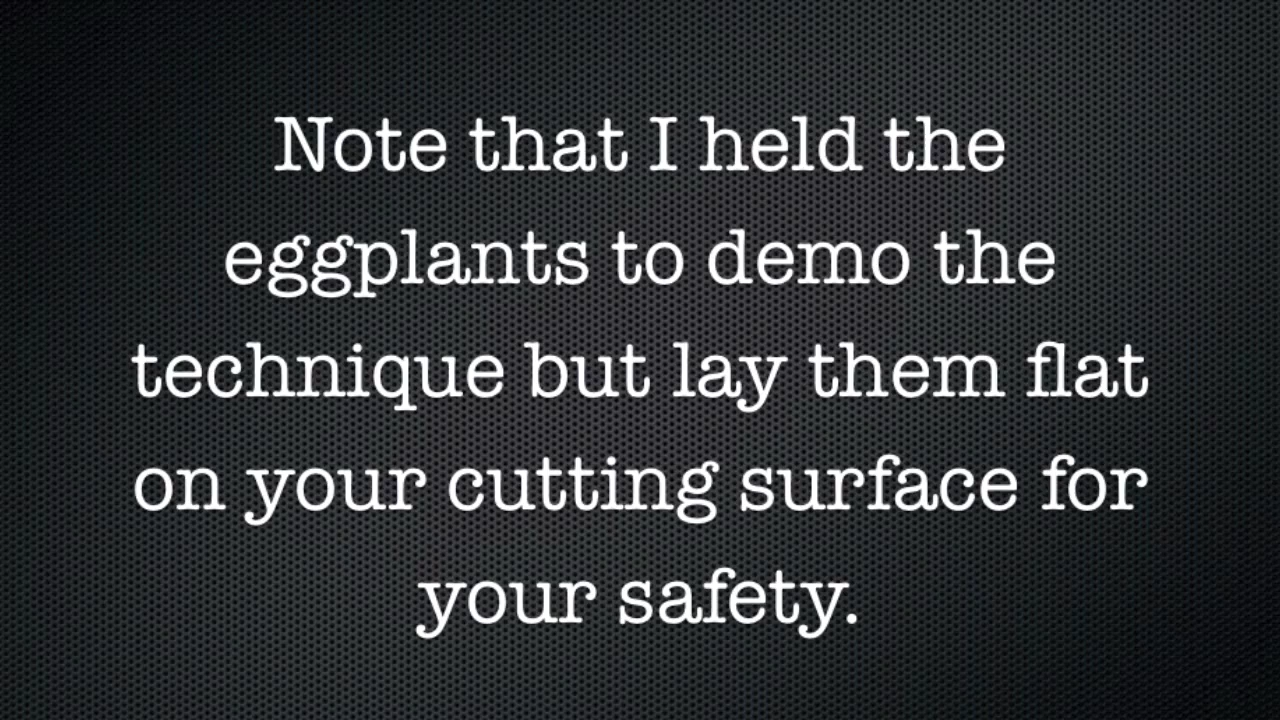 Note that I held the
eggplants to demo the
technique but lay them flat
on your cutting surface for
your safety.